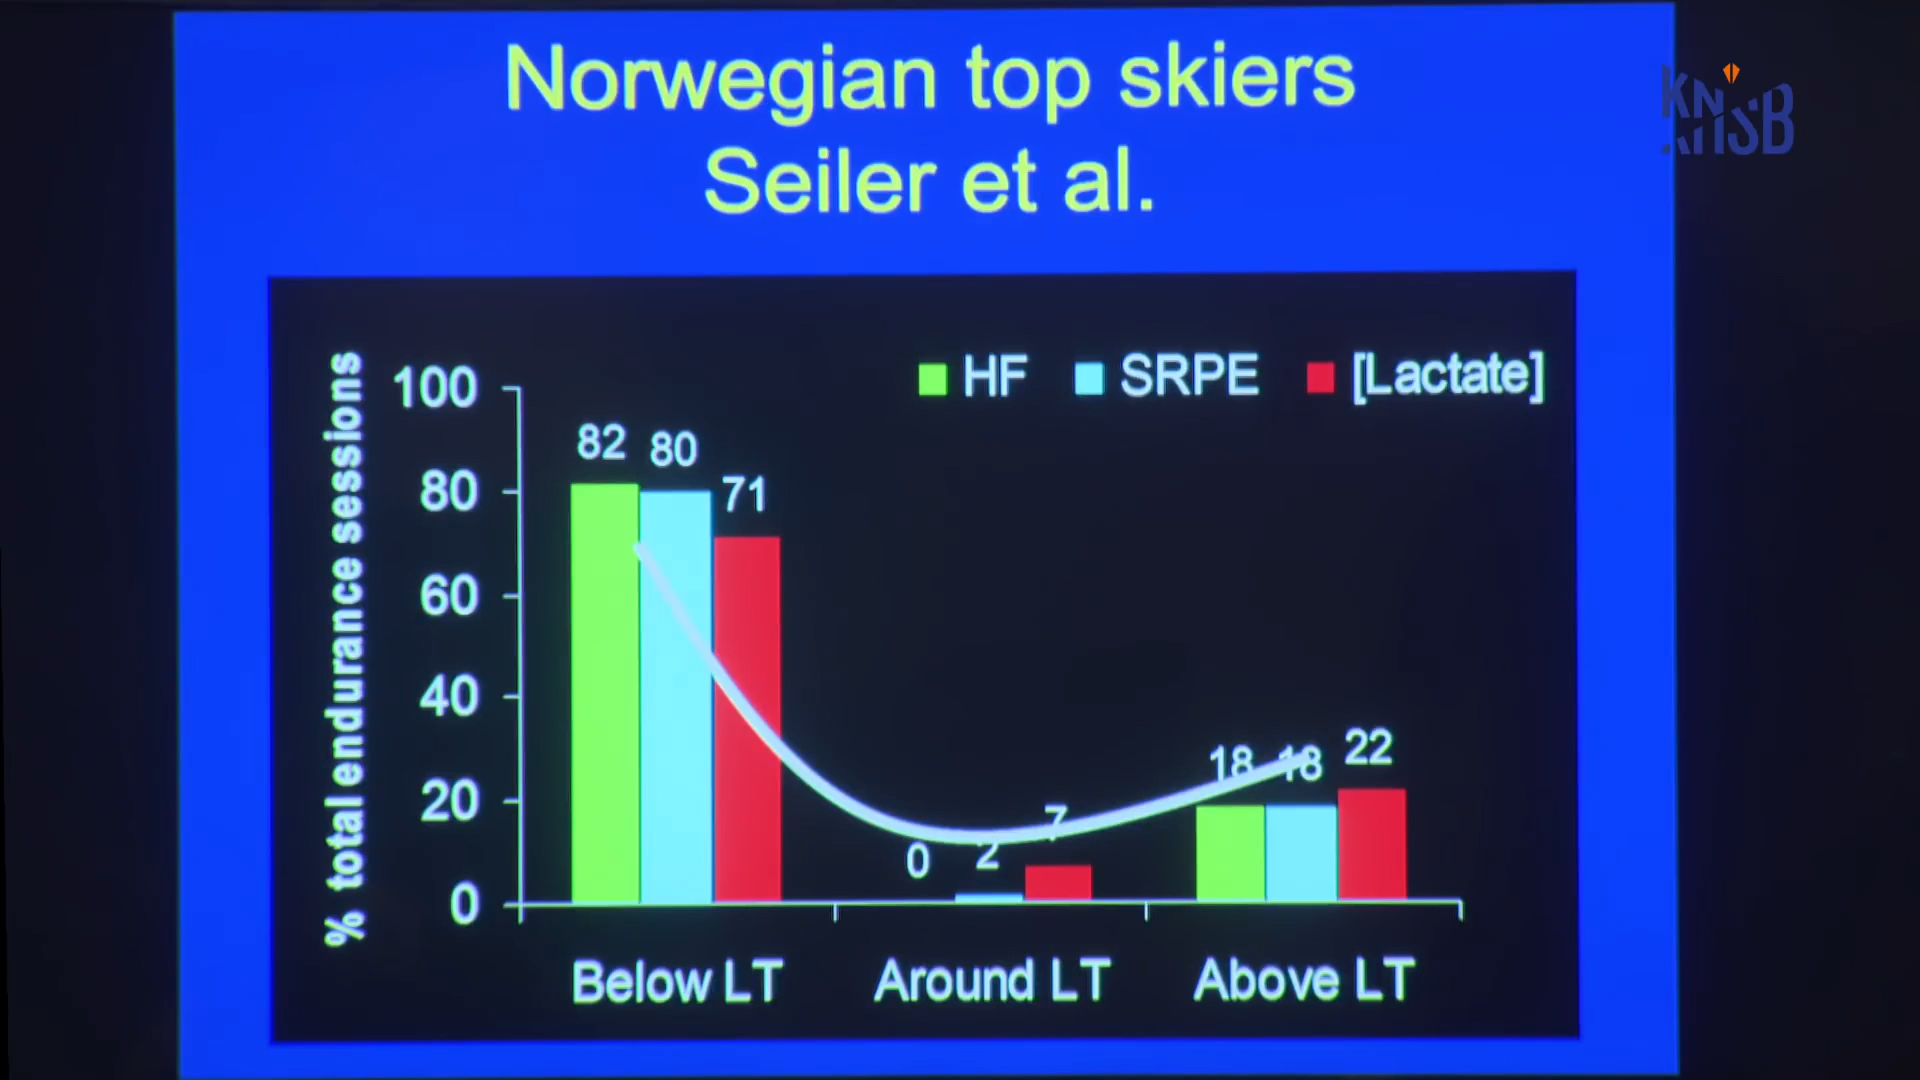 Norwegian top skiers
Seiler et al.
KNSB
HF SRPE [Lactate]
% total endurance sessions
100
80
60
40
20
0
82 80 71
0 2 7
18 18 22
Below LT Around LT Above LT